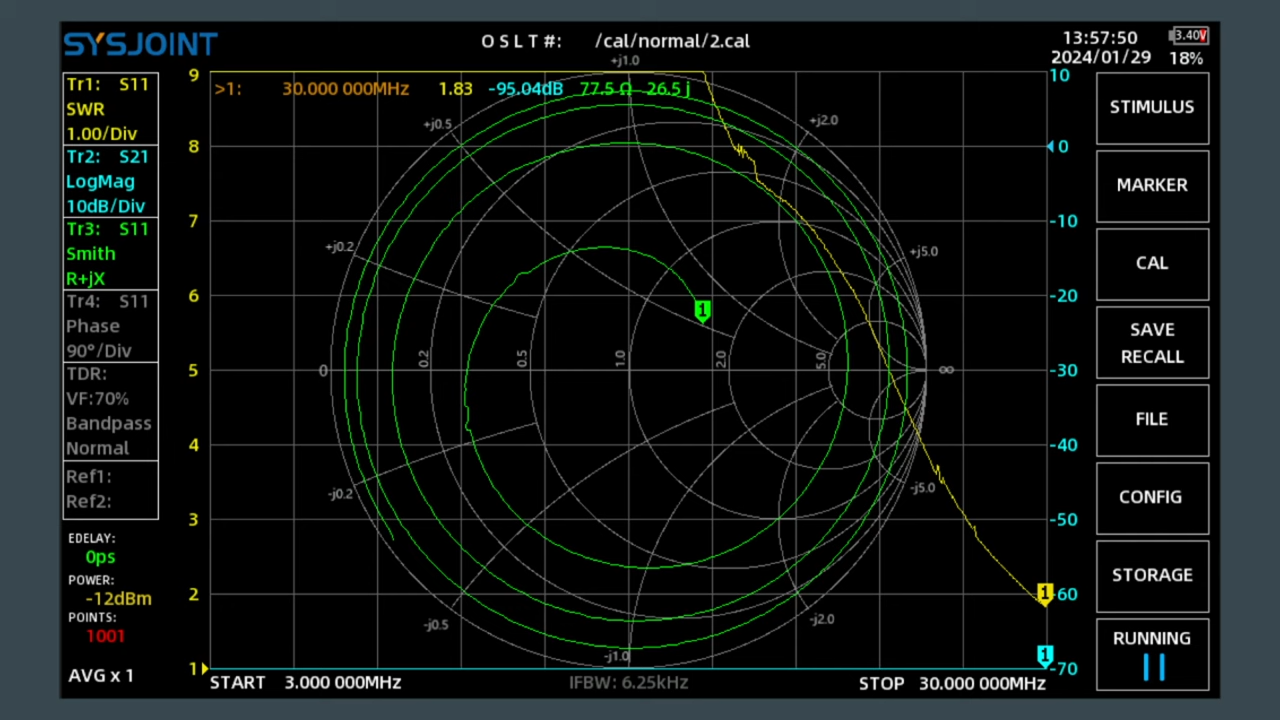 SYSJOINT
O S L T #: /cal/normal/2.cal
13:57:50
2024/01/29
3.40V
18%
Tr1: S11
SWR
1.00/Div
Tr2: S21
LogMag
10dB/Div
Tr3: S11
Smith
R+jX
Tr4: S11
Phase
90°/Div
TDR:
VF:70%
Bandpass
Normal
Ref1:
Ref2:
EDELAY:
0ps
POWER:
-12dBm
POINTS:
1001
AVG x 1
>1: 30.000 000MHz 1.83 -95.04dB 77.5 Ω 26.5 j
9
8
7
6
5
4
3
2
1
+j1.0
+j0.5
+j2.0
+j0.2
+j5.0
0
0.2
0.5
1.0
2.0
5.0
∞
-j0.2
-j5.0
-j0.5
-j2.0
-j1.0
1
1
1
10
0
-10
-20
-30
-40
-50
-60
-70
START 3.000 000MHz
IFBW: 6.25kHz
STOP 30.000 000MHz
STIMULUS
MARKER
CAL
SAVE
RECALL
FILE
CONFIG
STORAGE
RUNNING